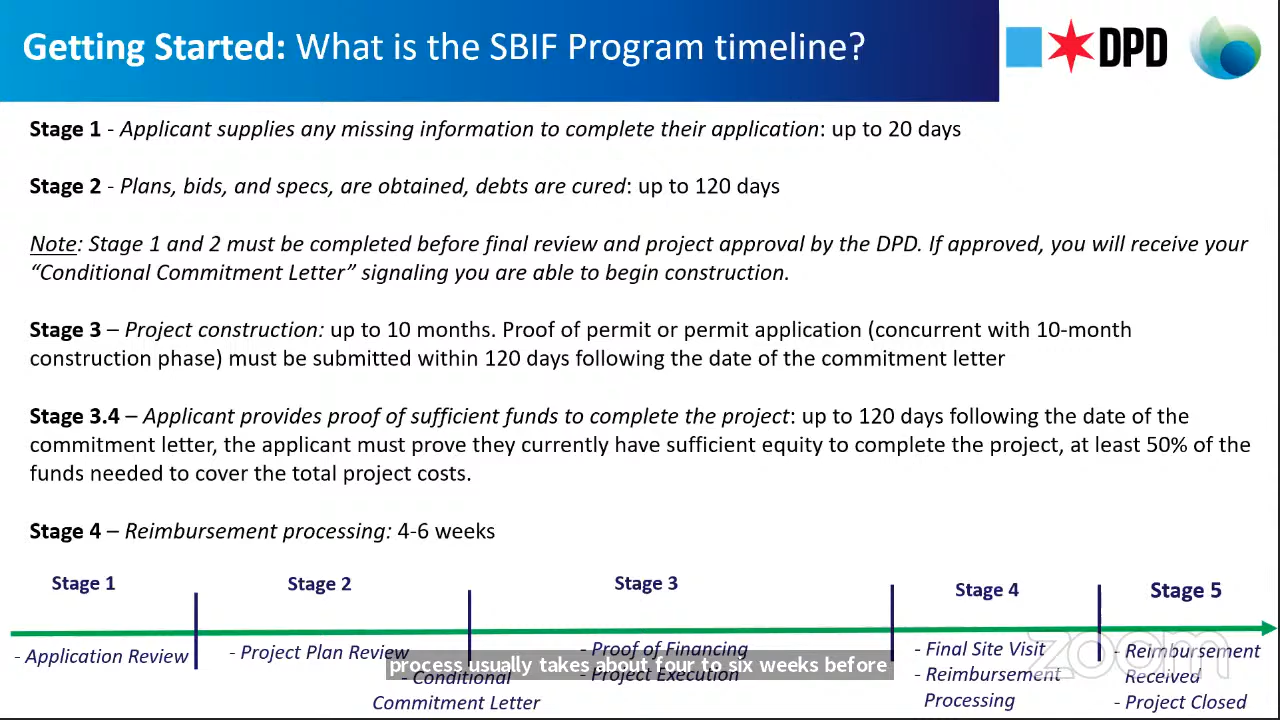 Getting Started: What is the SBIF Program timeline?
DPD
Stage 1 - Applicant supplies any missing information to complete their application: up to 20 days
Stage 2 - Plans, bids, and specs, are obtained, debts are cured: up to 120 days
Note: Stage 1 and 2 must be completed before final review and project approval by the DPD. If approved, you will receive your
“Conditional Commitment Letter” signaling you are able to begin construction.
Stage 3 – Project construction: up to 10 months. Proof of permit or permit application (concurrent with 10-month
construction phase) must be submitted within 120 days following the date of the commitment letter
Stage 3.4 – Applicant provides proof of sufficient funds to complete the project: up to 120 days following the date of the
commitment letter, the applicant must prove they currently have sufficient equity to complete the project, at least 50% of the
funds needed to cover the total project costs.
Stage 4 – Reimbursement processing: 4-6 weeks
Stage 1
Stage 2
Stage 3
Stage 4
Stage 5
- Application Review
- Project Plan Review
- Conditional
Commitment Letter
- Proof of Financing
- Project Execution
- Final Site Visit
- Reimbursement
Processing
- Reimbursement
Received
- Project Closed
process usually takes about four to six weeks before
zoom